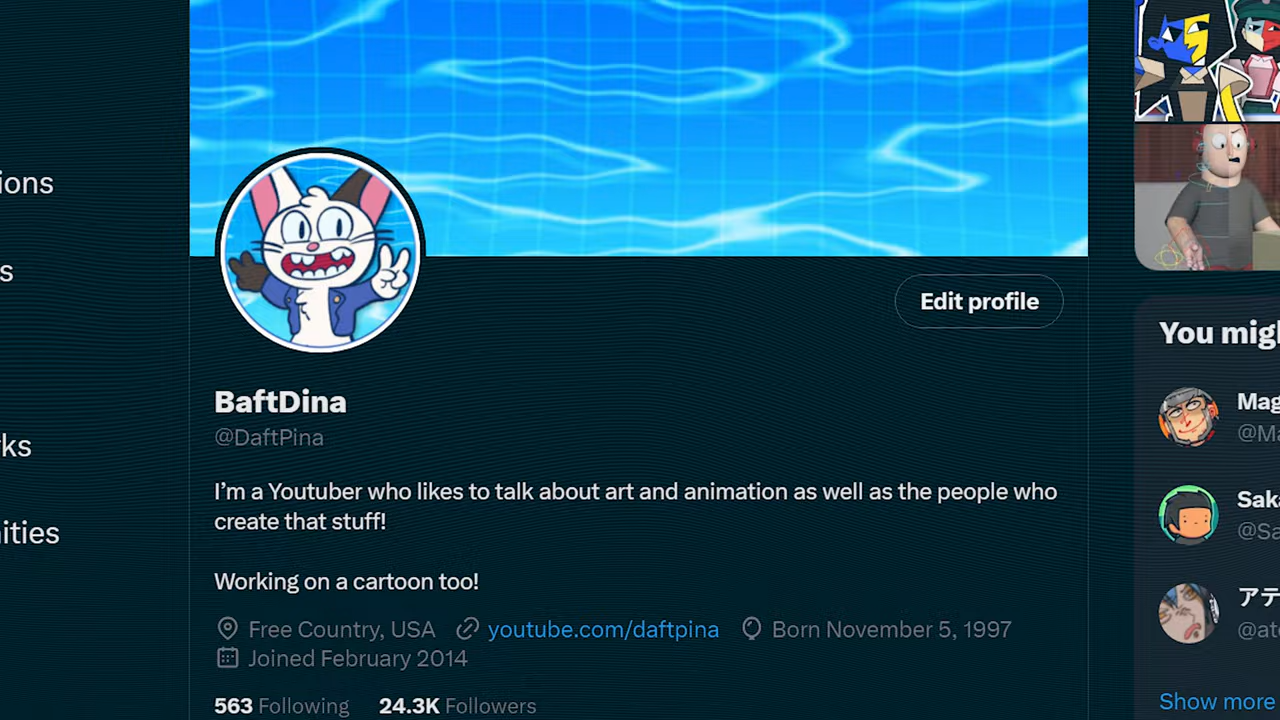 ions
s
ks
ities
Edit profile
BaftDina
@DaftPina
I'm a Youtuber who likes to talk about art and animation as well as the people who
create that stuff!
Working on a cartoon too!
Free Country, USA youtube.com/daftpina Born November 5, 1997
Joined February 2014
563 Following 24.3K Followers
You mig
Mag
@Ma
Sak
@Sa
アテ
@at
Show more